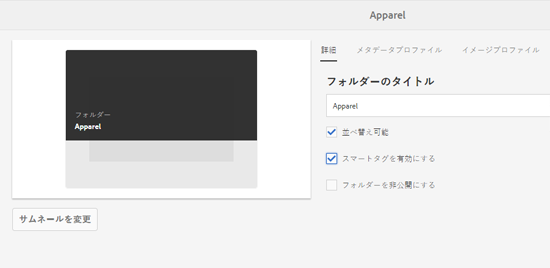 Apparel
フォルダー
Apparel
サムネールを変更
詳細
メタデータプロファイル
イメージプロファイル
フォルダーのタイトル
Apparel
並べ替え可能
スマートタグを有効にする
フォルダーを非公開にする